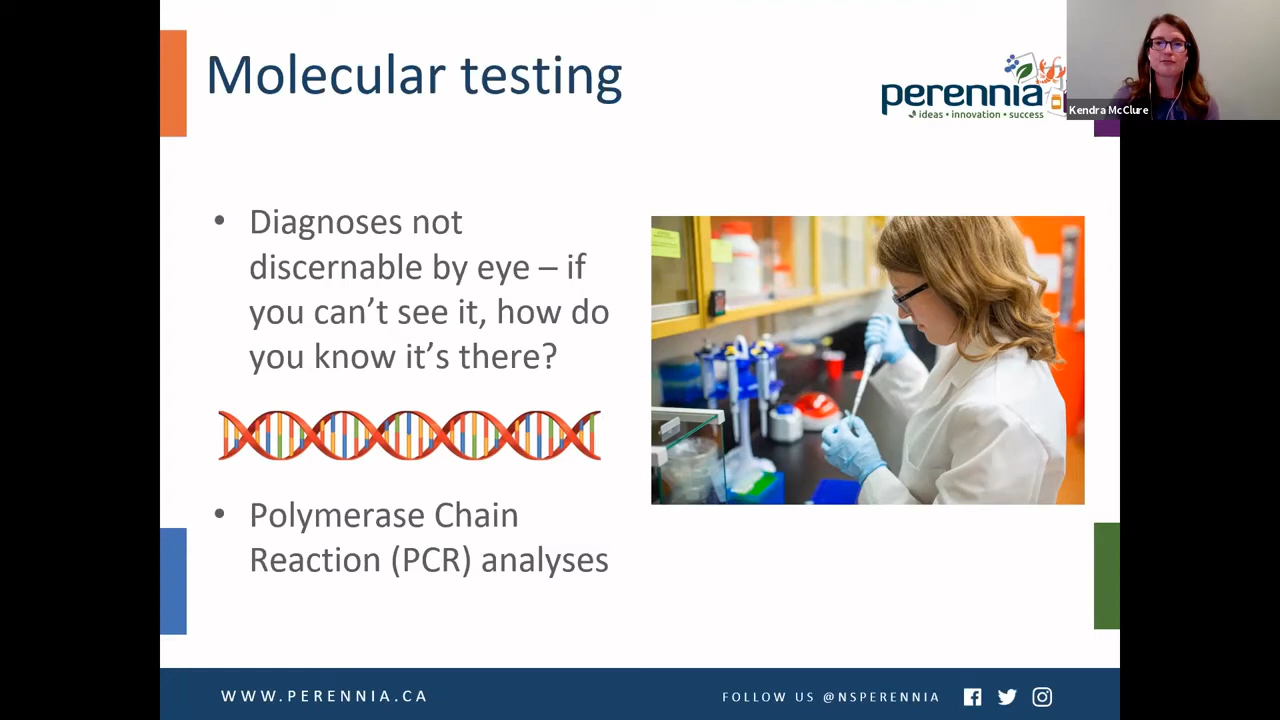 Molecular testing
perennia
ideas • innovation • success
Kendra McClure
• Diagnoses not
discernable by eye – if
you can't see it, how do
you know it's there?
• Polymerase Chain
Reaction (PCR) analyses
WWW.PERENNIA.CA
FOLLOW US @NSPERENNIA